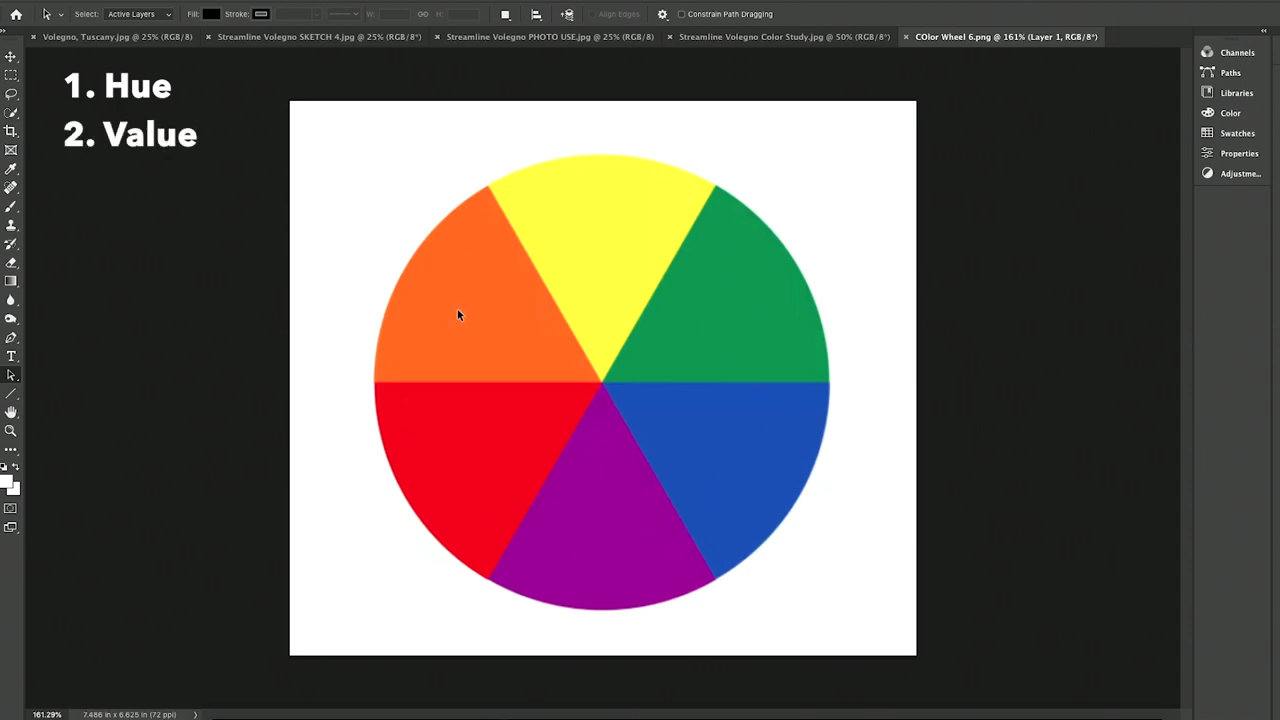 Select: Active Layers Fill: Stroke: W: H: Align Edges Constrain Path Dragging
× Volegno, Tuscany.jpg @ 25% (RGB/8) × Streamline Volegno SKETCH 4.jpg @ 25% (RGB/8*) × Streamline Volegno PHOTO USE.jpg @ 25% (RGB/8) × Streamline Volegno Color Study.jpg @ 50% (RGB/8*) × COlor Wheel 6.png @ 161% (Layer 1, RGB/8*)
1. Hue
2. Value
Channels
Paths
Libraries
Color
Swatches
Properties
Adjustme...
161.29% 7.486 in x 6.625 in (72 ppi)